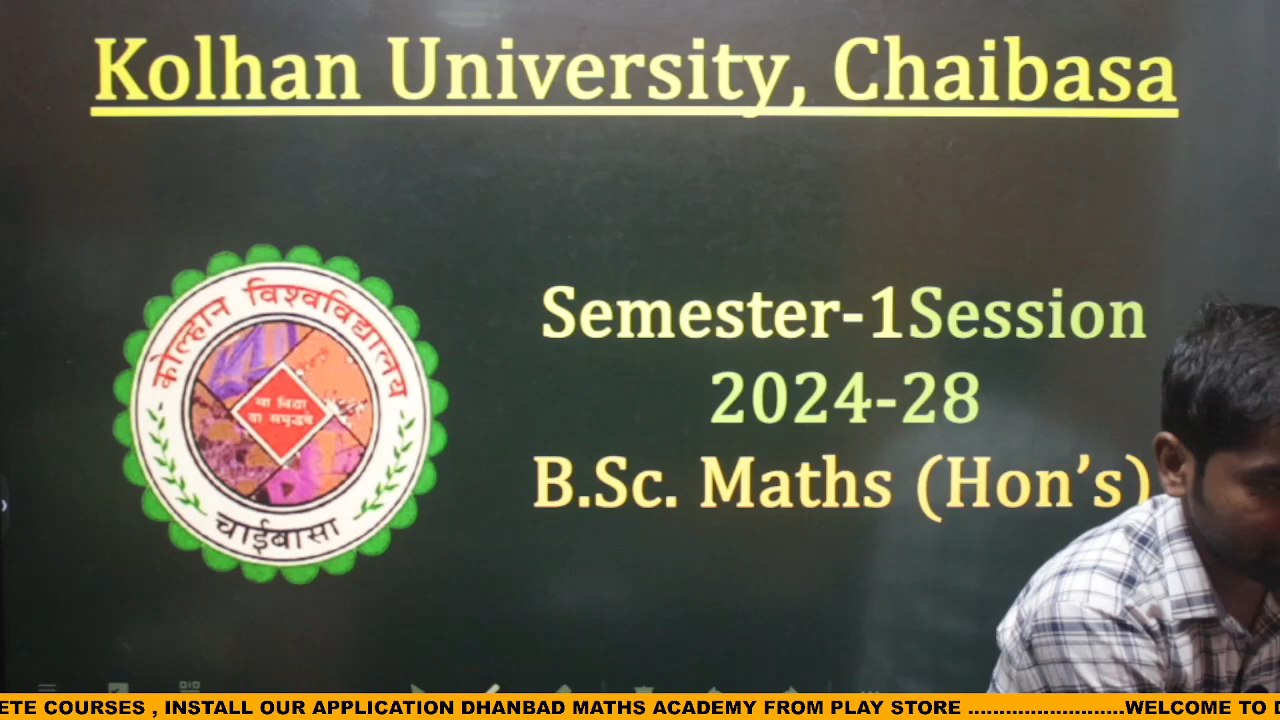 Kolhan University, Chaibasa
कोल्हान विश्वविद्यालय
चाईबासा
Semester-1Session
2024-28
B.Sc. Maths (Hon's)
ETE COURSES , INSTALL OUR APPLICATION DHANBAD MATHS ACADEMY FROM PLAY STORE .........................WELCOME TO